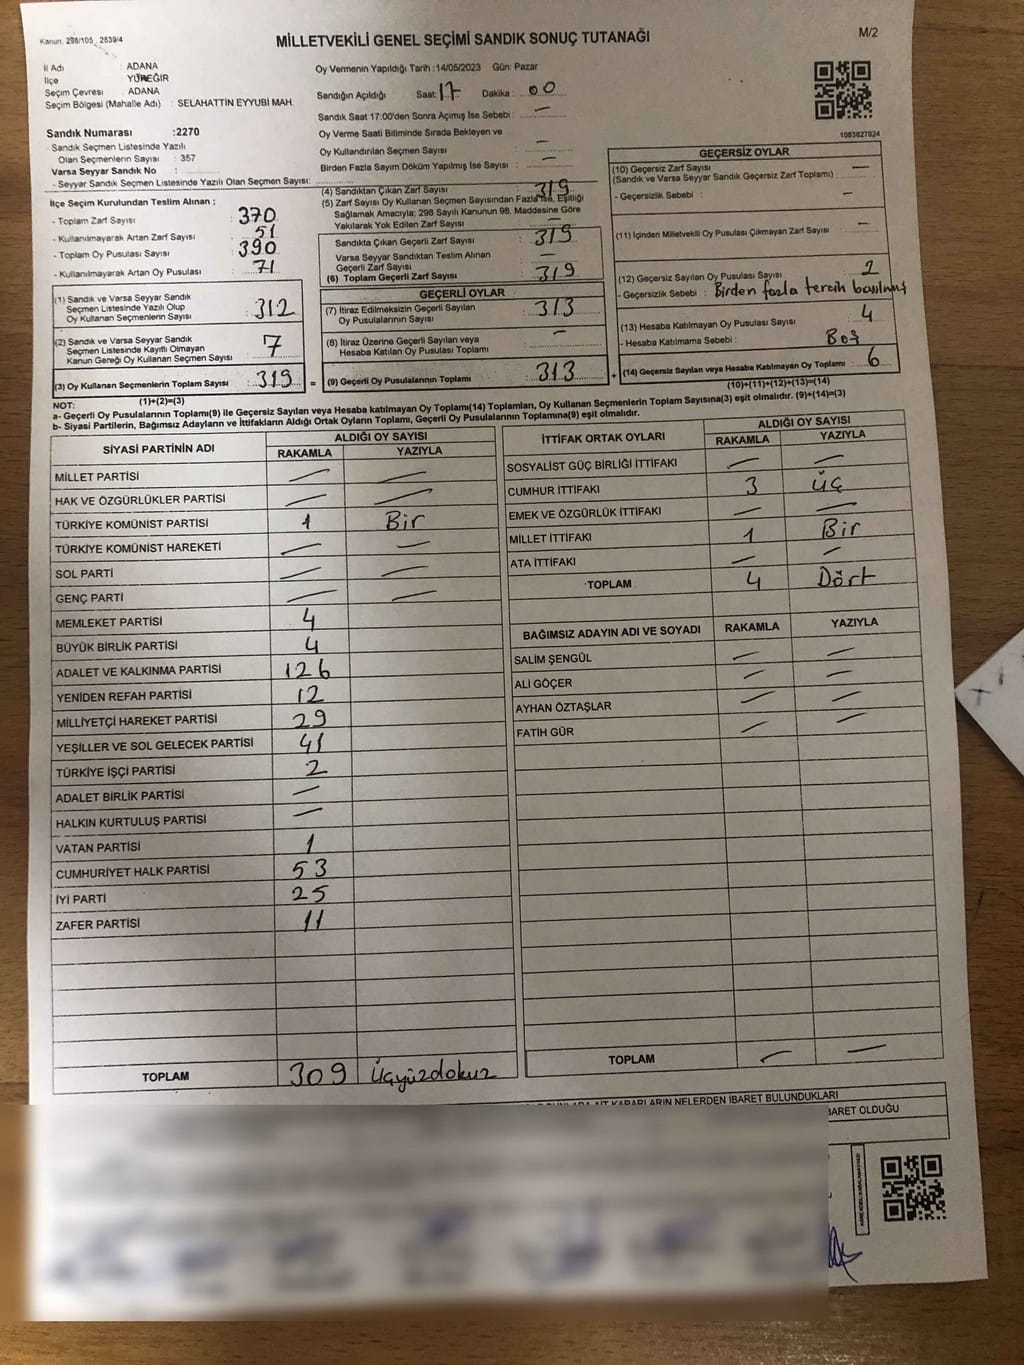 Kanun. 298/105 , 2839/4
MİLLETVEKİLİ GENEL SEÇİMİ SANDIK SONUÇ TUTANAĞI
M/2
İl Adı : ADANA
İlçe : YÜREĞİR
Seçim Çevresi : ADANA
Seçim Bölgesi (Mahalle Adı) : SELAHATTİN EYYUBİ MAH.
Sandık Numarası :2270
Sandık Seçmen Listesinde Yazılı
Olan Seçmenlerin Sayısı : 357
Varsa Seyyar Sandık No :
- Seyyar Sandık Seçmen Listesinde Yazılı Olan Seçmen Sayısı:
Oy Vermenin Yapıldığı Tarih :14/05/2023 Gün: Pazar
Sandığın Açıldığı Saat: 17 Dakika : 00
Sandık Saat 17:00'den Sonra Açımış İse Sebebi : —
Oy Verme Saati Bitiminde Sırada Bekleyen ve
Oy Kullandırılan Seçmen Sayısı : —
Birden Fazla Sayım Döküm Yapılmış İse Sayısı : —
1083827824
İlçe Seçim Kurulundan Teslim Alınan ;
- Toplam Zarf Sayısı : 370
- Kullanılmayarak Artan Zarf Sayısı : 51
- Toplam Oy Pusulası Sayısı : 390
- Kullanılmayarak Artan Oy Pusulası : 71
(1) Sandık ve Varsa Seyyar Sandık
Seçmen Listesinde Yazılı Olup
Oy Kullanan Seçmenlerin Sayısı : 312
(2) Sandık ve Varsa Seyyar Sandık
Seçmen Listesinde Kayıtlı Olmayan
Kanun Gereği Oy Kullanan Seçmen Sayısı : 7
(3) Oy Kullanan Seçmenlerin Toplam Sayısı : 319
(1)+(2)=(3)
(4) Sandıktan Çıkan Zarf Sayısı : 319
(5) Zarf Sayısı Oy Kullanan Seçmen Sayısından Fazla ise, Eşitliği
Sağlamak Amacıyla; 298 Sayılı Kanunun 98. Maddesine Göre
Yakılarak Yok Edilen Zarf Sayısı : —
Sandıkta Çıkan Geçerli Zarf Sayısı : 319
Varsa Seyyar Sandıktan Teslim Alınan
Geçerli Zarf Sayısı : —
(6) Toplam Geçerli Zarf Sayısı : 319
GEÇERLİ OYLAR
(7) İtiraz Edilmeksizin Geçerli Sayılan
Oy Pusulalarının Sayısı : 313
(8) İtiraz Üzerine Geçerli Sayılan veya
Hesaba Katılan Oy Pusulası Toplamı : —
= (9) Geçerli Oy Pusulalarının Toplamı : 313 +
GEÇERSİZ OYLAR
(10) Geçersiz Zarf Sayısı : —
(Sandık ve Varsa Seyyar Sandık Geçersiz Zarf Toplamı)
- Geçersizlik Sebebi : —
(11) İçinden Milletvekili Oy Pusulası Çıkmayan Zarf Sayısı : —
(12) Geçersiz Sayılan Oy Pusulası Sayısı : 2
- Geçersizlik Sebebi : Birden fazla tercih basılmış
(13) Hesaba Katılmayan Oy Pusulası Sayısı : 4
- Hesaba Katılmama Sebebi : Boş
(14) Geçersiz Sayılan veya Hesaba Katılmayan Oy Toplamı : 6
(10)+(11)+(12)+(13)=(14)
NOT:
a- Geçerli Oy Pusulalarının Toplamı(9) ile Geçersiz Sayılan veya Hesaba katılmayan Oy Toplamı(14) Toplamları, Oy Kullanan Seçmenlerin Toplam Sayısına(3) eşit olmalıdır. (9)+(14)=(3)
b- Siyasi Partilerin, Bağımsız Adayların ve İttifakların Aldığı Ortak Oyların Toplamı, Geçerli Oy Pusulalarının Toplamına(9) eşit olmalıdır.
SİYASİ PARTİNİN ADI ALDIĞI OY SAYISI
RAKAMLA YAZIYLA
MİLLET PARTİSİ — —
HAK VE ÖZGÜRLÜKLER PARTİSİ — —
TÜRKİYE KOMÜNİST PARTİSİ 1 Bir
TÜRKİYE KOMÜNİST HAREKETİ — —
SOL PARTİ — —
GENÇ PARTİ — —
MEMLEKET PARTİSİ 4
BÜYÜK BİRLİK PARTİSİ 4
ADALET VE KALKINMA PARTİSİ 126
YENİDEN REFAH PARTİSİ 12
MİLLİYETÇİ HAREKET PARTİSİ 29
YEŞİLLER VE SOL GELECEK PARTİSİ 41
TÜRKİYE İŞÇİ PARTİSİ 2
ADALET BİRLİK PARTİSİ —
HALKIN KURTULUŞ PARTİSİ —
VATAN PARTİSİ 1
CUMHURİYET HALK PARTİSİ 53
İYİ PARTİ 25
ZAFER PARTİSİ 11
TOPLAM 309 Üçyüzdokuz
İTTİFAK ORTAK OYLARI ALDIĞI OY SAYISI
RAKAMLA YAZIYLA
SOSYALİST GÜÇ BİRLİĞİ İTTİFAKI — —
CUMHUR İTTİFAKI 3 üç
EMEK VE ÖZGÜRLÜK İTTİFAKI — —
MİLLET İTTİFAKI 1 Bir
ATA İTTİFAKI — —
TOPLAM 4 Dört
BAĞIMSIZ ADAYIN ADI VE SOYADI RAKAMLA YAZIYLA
SALİM ŞENGÜL — —
ALİ GÖÇER — —
AYHAN ÖZTAŞLAR — —
FATİH GÜR — —
TOPLAM — —
KARARLARIN NELERDEN İBARET BULUNDUKLARI
İBARET OLDUĞU